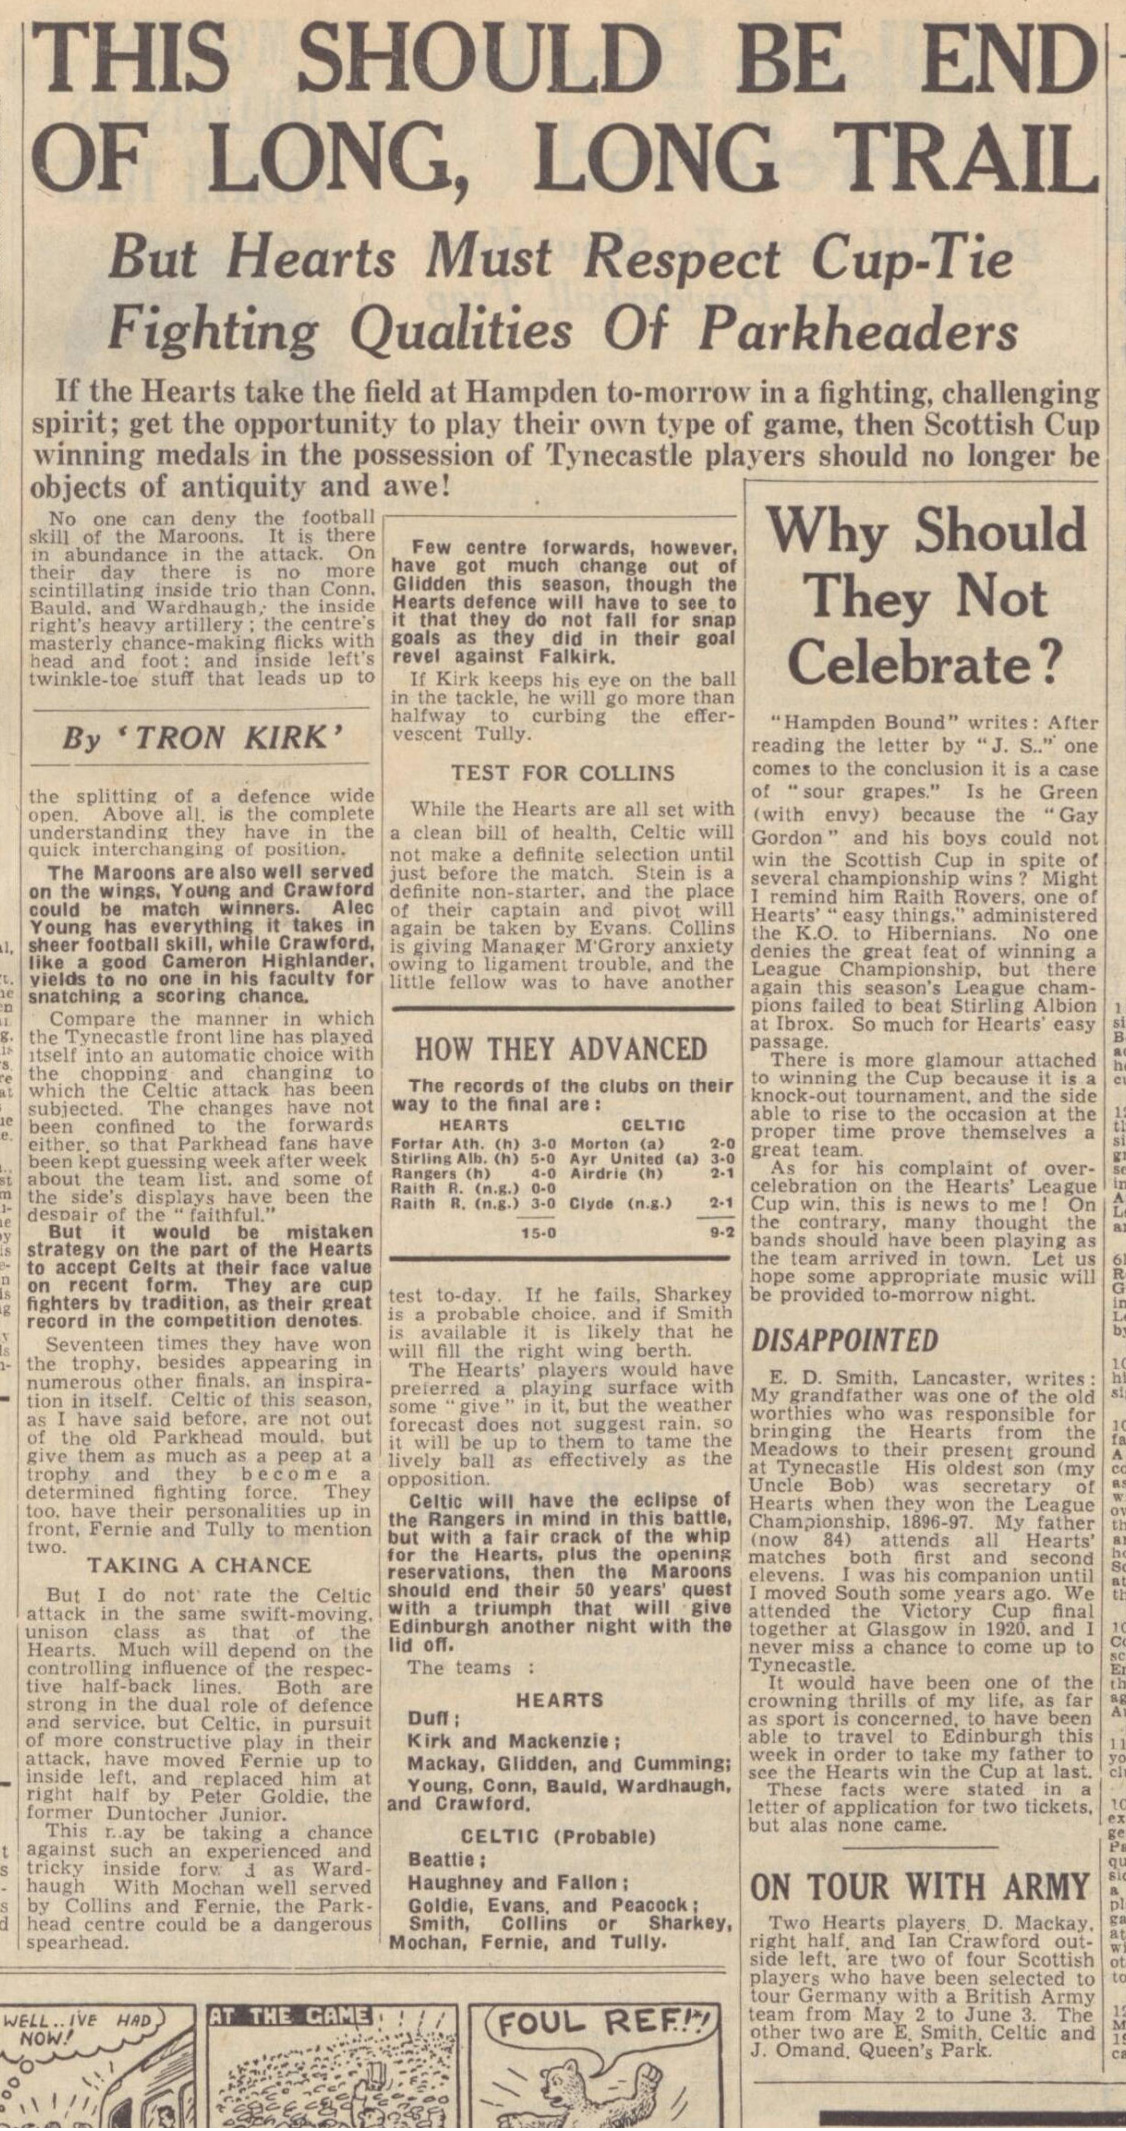 THIS SHOULD BE END
OF LONG, LONG TRAIL
But Hearts Must Respect Cup-Tie
Fighting Qualities Of Parkheaders
If the Hearts take the field at Hampden to-morrow in a fighting, challenging
spirit; get the opportunity to play their own type of game, then Scottish Cup
winning medals in the possession of Tynecastle players should no longer be
objects of antiquity and awe!
No one can deny the football
skill of the Maroons. It is there
in abundance in the attack. On
their day there is no more
scintillating inside trio than Conn,
Bauld, and Wardhaugh; the inside
right's heavy artillery; the centre's
masterly chance-making flicks with
head and foot; and inside left's
twinkle-toe stuff that leads up to
By 'TRON KIRK'
the splitting of a defence wide
open. Above all, is the complete
understanding they have in the
quick interchanging of position.
The Maroons are also well served
on the wings, Young and Crawford
could be match winners. Alec
Young has everything it takes in
sheer football skill, while Crawford,
like a good Cameron Highlander,
yields to no one in his faculty for
snatching a scoring chance.
Compare the manner in which
the Tynecastle front line has played
itself into an automatic choice with
the chopping and changing to
which the Celtic attack has been
subjected. The changes have not
been confined to the forwards
either, so that Parkhead fans have
been kept guessing week after week
about the team list, and some of
the side's displays have been the
despair of the "faithful."
But it would be mistaken
strategy on the part of the Hearts
to accept Celts at their face value
on recent form. They are cup
fighters by tradition, as their great
record in the competition denotes.
Seventeen times they have won
the trophy, besides appearing in
numerous other finals, an inspira-
tion in itself. Celtic of this season,
as I have said before, are not out
of the old Parkhead mould, but
give them as much as a peep at a
trophy and they become a
determined fighting force. They
too, have their personalities up in
front, Fernie and Tully to mention
two.
TAKING A CHANCE
But I do not rate the Celtic
attack in the same swift-moving,
unison class as that of the
Hearts. Much will depend on the
controlling influence of the respec-
tive half-back lines. Both are
strong in the dual role of defence
and service, but Celtic, in pursuit
of more constructive play in their
attack, have moved Fernie up to
inside left, and replaced him at
right half by Peter Goldie, the
former Duntocher Junior.
This may be taking a chance
against such an experienced and
tricky inside forward as Ward-
haugh With Mochan well served
by Collins and Fernie, the Park-
head centre could be a dangerous
spearhead.
Few centre forwards, however,
have got much change out of
Glidden this season, though the
Hearts defence will have to see to
it that they do not fall for snap
goals as they did in their goal
revel against Falkirk.
If Kirk keeps his eye on the ball
in the tackle, he will go more than
halfway to curbing the effer-
vescent Tully.
TEST FOR COLLINS
While the Hearts are all set with
a clean bill of health, Celtic will
not make a definite selection until
just before the match. Stein is a
definite non-starter, and the place
of their captain and pivot will
again be taken by Evans. Collins
is giving Manager M'Grory anxiety
owing to ligament trouble, and the
little fellow was to have another
HOW THEY ADVANCED
The records of the clubs on their
way to the final are:
HEARTS CELTIC
Forfar Ath. (h) 3-0 Morton (a) 2-0
Stirling Alb. (h) 5-0 Ayr United (a) 3-0
Rangers (h) 4-0 Airdrie (h) 2-1
Raith R. (n.g.) 0-0
Raith R. (n.g.) 3-0 Clyde (n.g.) 2-1
15-0 9-2
test to-day. If he fails, Sharkey
is a probable choice, and if Smith
is available it is likely that he
will fill the right wing berth.
The Hearts' players would have
preferred a playing surface with
some "give" in it, but the weather
forecast does not suggest rain, so
it will be up to them to tame the
lively ball as effectively as the
opposition.
Celtic will have the eclipse of
the Rangers in mind in this battle,
but with a fair crack of the whip
for the Hearts, plus the opening
reservations, then the Maroons
should end their 50 years' quest
with a triumph that will give
Edinburgh another night with the
lid off.
The teams :
HEARTS
Duff;
Kirk and Mackenzie;
Mackay, Glidden, and Cumming;
Young, Conn, Bauld, Wardhaugh,
and Crawford.
CELTIC (Probable)
Beattie;
Haughney and Fallon;
Goldie, Evans, and Peacock;
Smith, Collins or Sharkey,
Mochan, Fernie, and Tully.
Why Should
They Not
Celebrate?
"Hampden Bound" writes: After
reading the letter by "J. S.." one
comes to the conclusion it is a case
of "sour grapes." Is he Green
(with envy) because the "Gay
Gordon" and his boys could not
win the Scottish Cup in spite of
several championship wins? Might
I remind him Raith Rovers, one of
Hearts' "easy things," administered
the K.O. to Hibernians. No one
denies the great feat of winning a
League Championship, but there
again this season's League cham-
pions failed to beat Stirling Albion
at Ibrox. So much for Hearts' easy
passage.
There is more glamour attached
to winning the Cup because it is a
knock-out tournament, and the side
able to rise to the occasion at the
proper time prove themselves a
great team.
As for his complaint of over-
celebration on the Hearts' League
Cup win, this is news to me! On
the contrary, many thought the
bands should have been playing as
the team arrived in town. Let us
hope some appropriate music will
be provided to-morrow night.
DISAPPOINTED
E. D. Smith, Lancaster, writes:
My grandfather was one of the old
worthies who was responsible for
bringing the Hearts from the
Meadows to their present ground
at Tynecastle His oldest son (my
Uncle Bob) was secretary of
Hearts when they won the League
Championship, 1896-97. My father
(now 84) attends all Hearts'
matches both first and second
elevens. I was his companion until
I moved South some years ago. We
attended the Victory Cup final
together at Glasgow in 1920, and I
never miss a chance to come up to
Tynecastle.
It would have been one of the
crowning thrills of my life, as far
as sport is concerned, to have been
able to travel to Edinburgh this
week in order to take my father to
see the Hearts win the Cup at last.
These facts were stated in a
letter of application for two tickets,
but alas none came.
ON TOUR WITH ARMY
Two Hearts players, D. Mackay,
right half, and Ian Crawford out-
side left, are two of four Scottish
players who have been selected to
tour Germany with a British Army
team from May 2 to June 3. The
other two are E. Smith, Celtic and
J. Omand, Queen's Park.
WELL..I'VE HAD
NOW!
AT THE GAME
FOUL REF!!